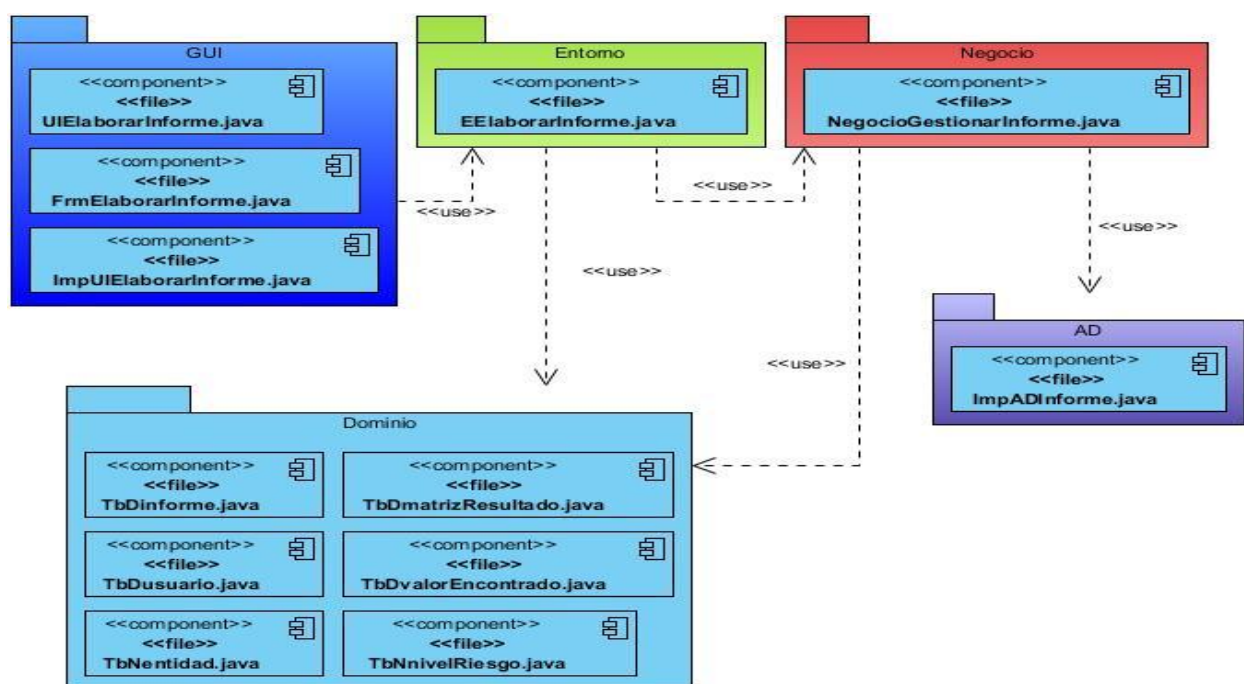 GUI
<<component>>
<<file>>
UIElaborarInforme.java
<<component>>
<<file>>
FrmElaborarInforme.java
<<component>>
<<file>>
ImpUIElaborarInforme.java
Entorno
<<component>>
<<file>>
EElaborarInforme.java
Negocio
<<component>>
<<file>>
NegocioGestionarInforme.java
<<use>>
<<use>>
<<use>>
<<use>>
<<use>>
AD
<<component>>
<<file>>
ImpADInforme.java
Dominio
<<component>>
<<file>>
TbDinforme.java
<<component>>
<<file>>
TbDmatrizResultado.java
<<component>>
<<file>>
TbDusuario.java
<<component>>
<<file>>
TbDvalorEncontrado.java
<<component>>
<<file>>
TbNentidad.java
<<component>>
<<file>>
TbNnivelRiesgo.java